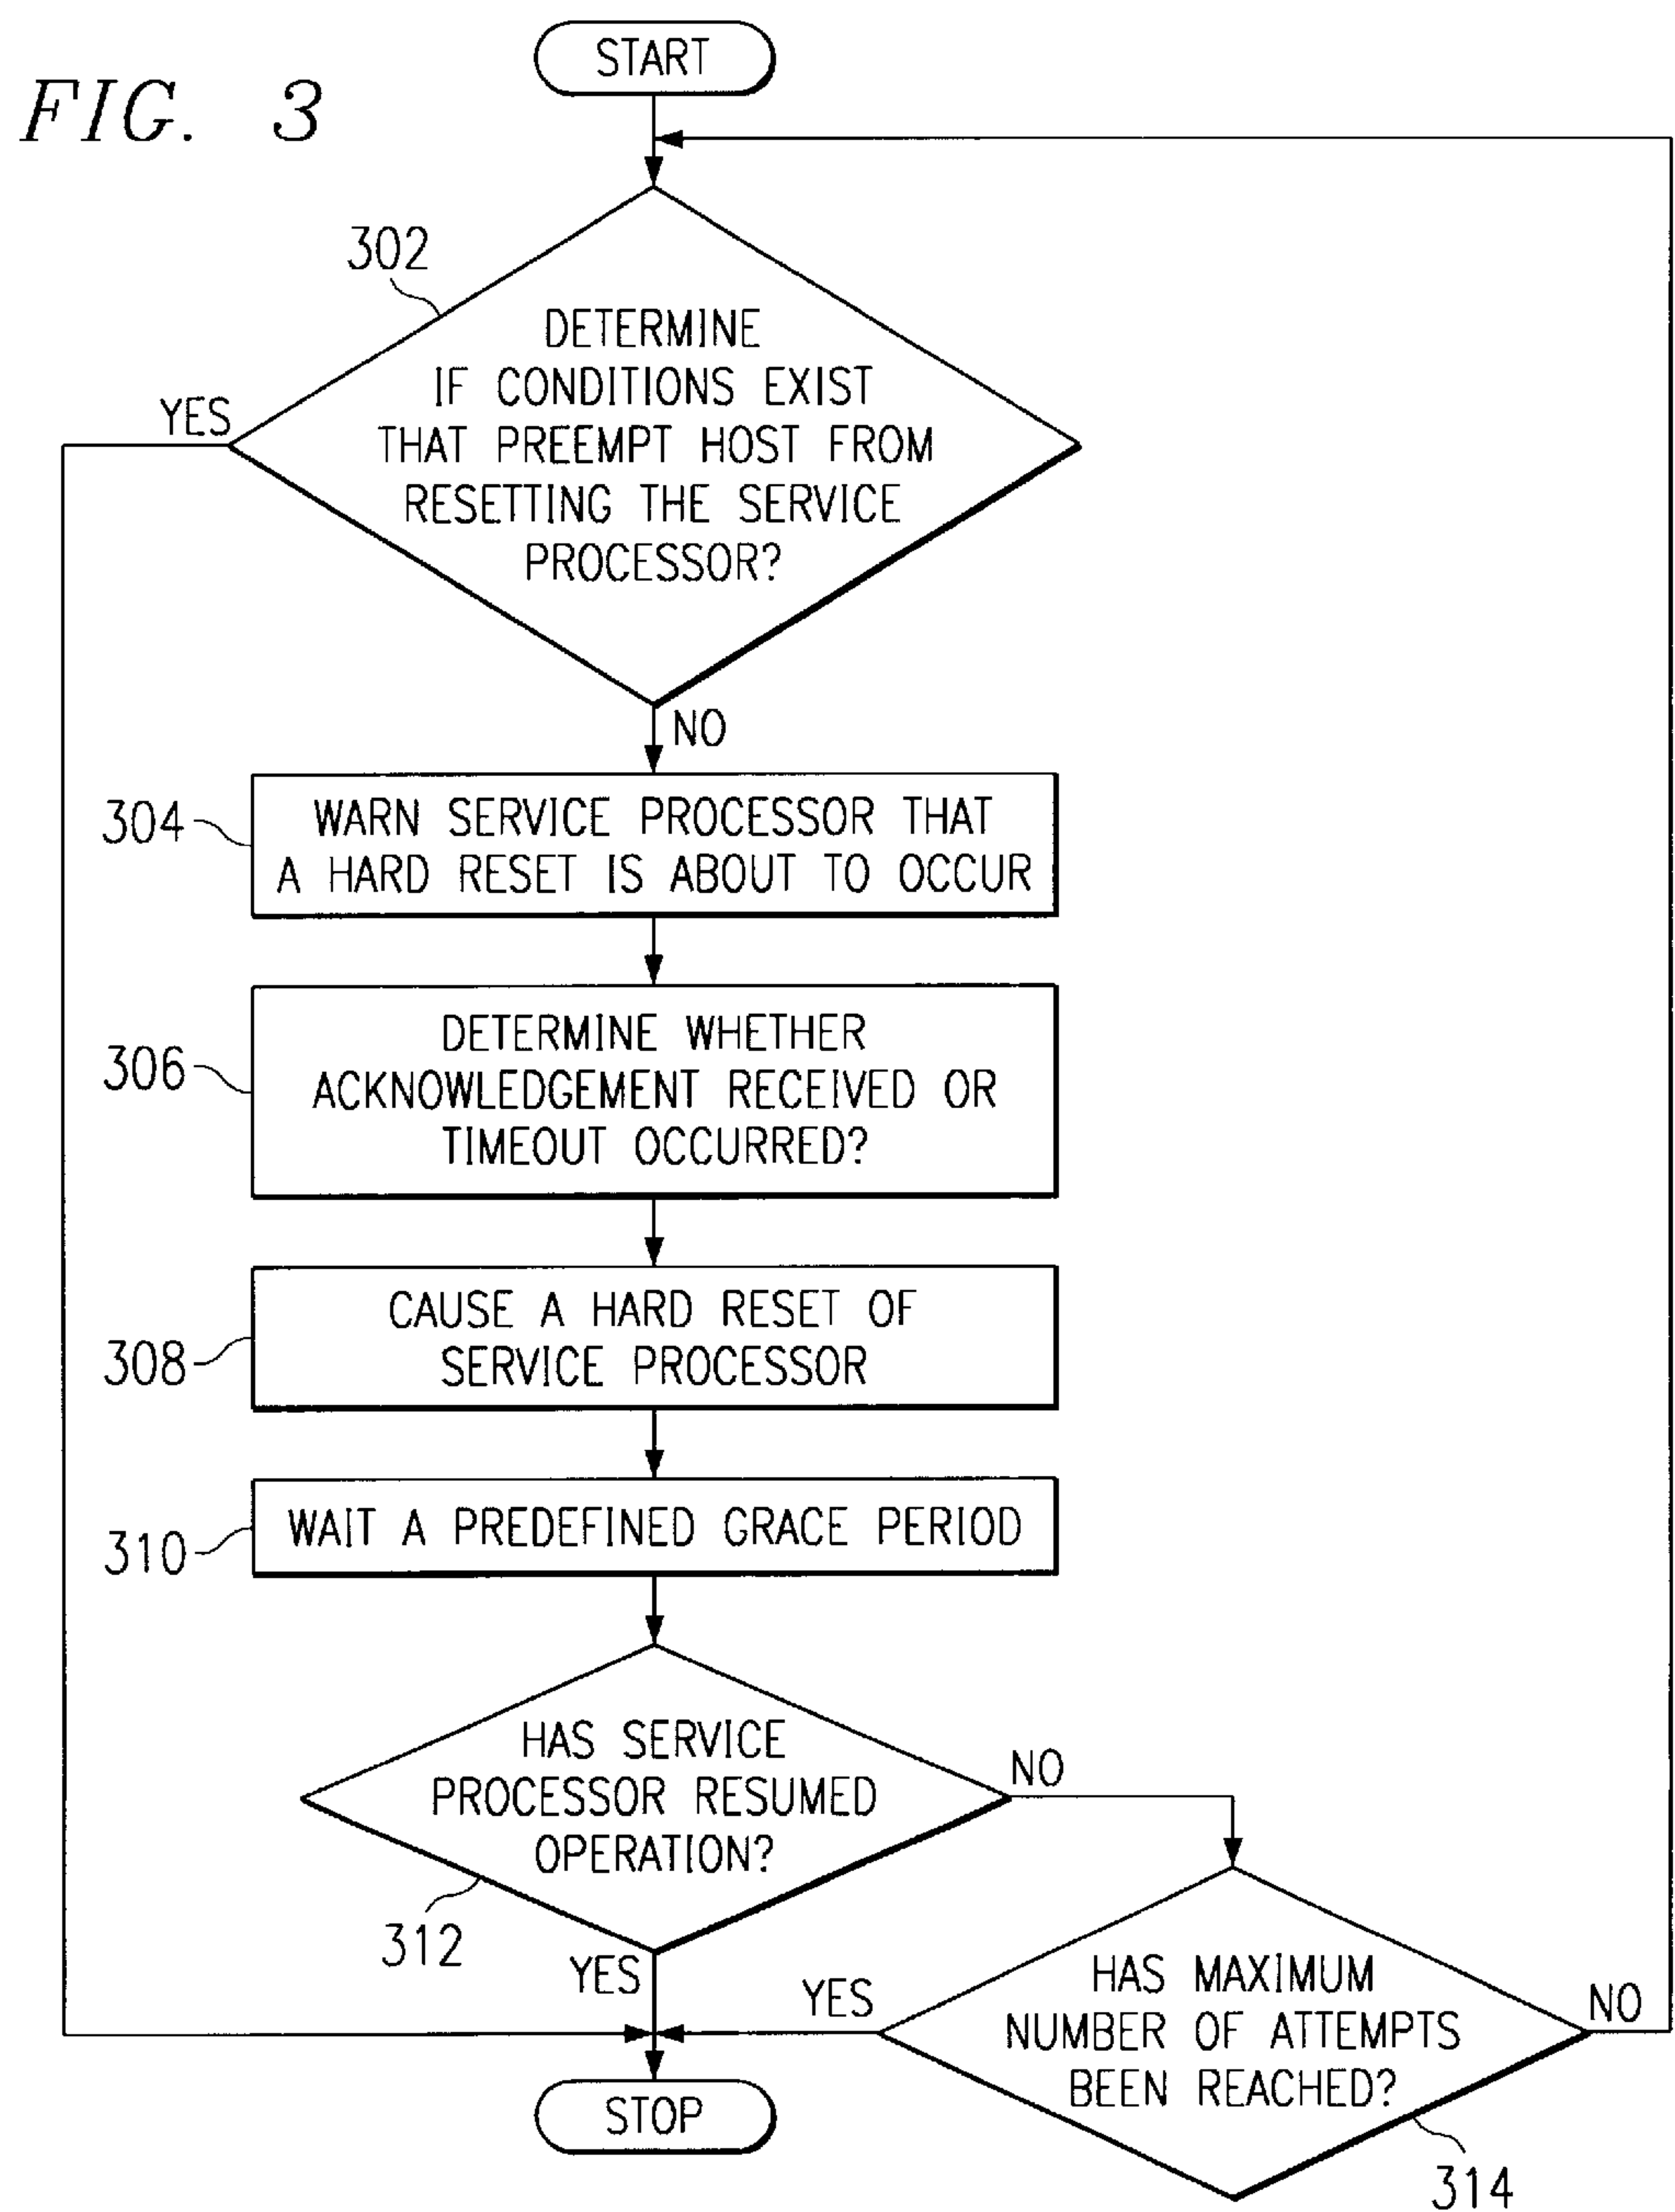 FIG. 3
START
302
DETERMINE
IF CONDITIONS EXIST
THAT PREEMPT HOST FROM
RESETTING THE SERVICE
PROCESSOR?
YES
NO
304
WARN SERVICE PROCESSOR THAT
A HARD RESET IS ABOUT TO OCCUR
306
DETERMINE WHETHER
ACKNOWLEDGEMENT RECEIVED OR
TIMEOUT OCCURRED?
308
CAUSE A HARD RESET OF
SERVICE PROCESSOR
310
WAIT A PREDEFINED GRACE PERIOD
HAS SERVICE
PROCESSOR RESUMED
OPERATION?
NO
312
YES
YES
HAS MAXIMUM
NUMBER OF ATTEMPTS
BEEN REACHED?
NO
STOP
314